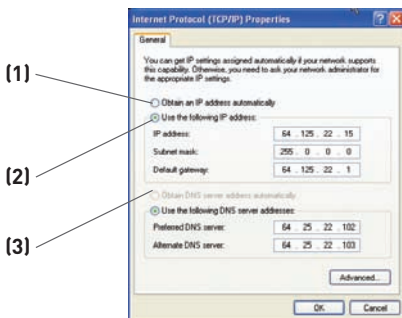 Internet Protocol (TCP/IP) Properties
General
You can get IP settings assigned automatically if your network supports
this capability. Otherwise, you need to ask your network administrator for
the appropriate IP settings.
(1)
Obtain an IP address automatically
(2)
Use the following IP address:
IP address: 64 . 125 . 22 . 15
Subnet mask: 255 . 0 . 0 . 0
Default gateway: 64 . 125 . 22 . 1
(3)
Obtain DNS server address automatically
Use the following DNS server addresses:
Preferred DNS server: 64 . 25 . 22 . 102
Alternate DNS server: 64 . 25 . 22 . 103
Advanced...
OK
Cancel